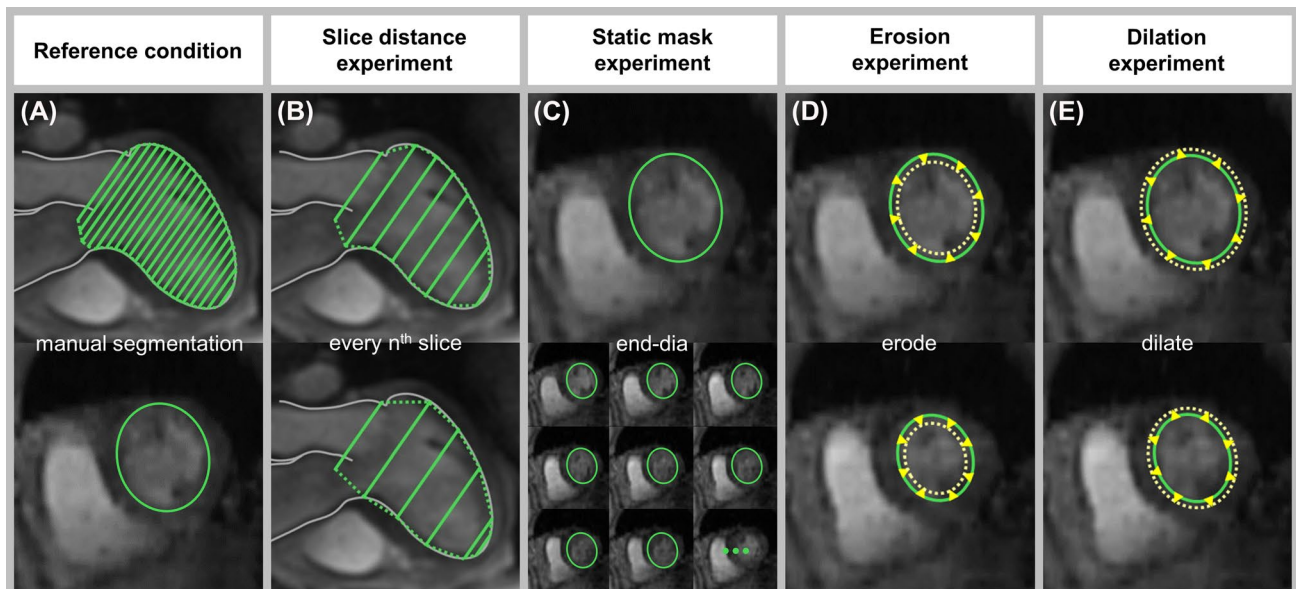 Reference condition
Slice distance
experiment
Static mask
experiment
Erosion
experiment
Dilation
experiment
(A)
(B)
(C)
(D)
(E)
manual segmentation
every nth slice
end-dia
erode
dilate